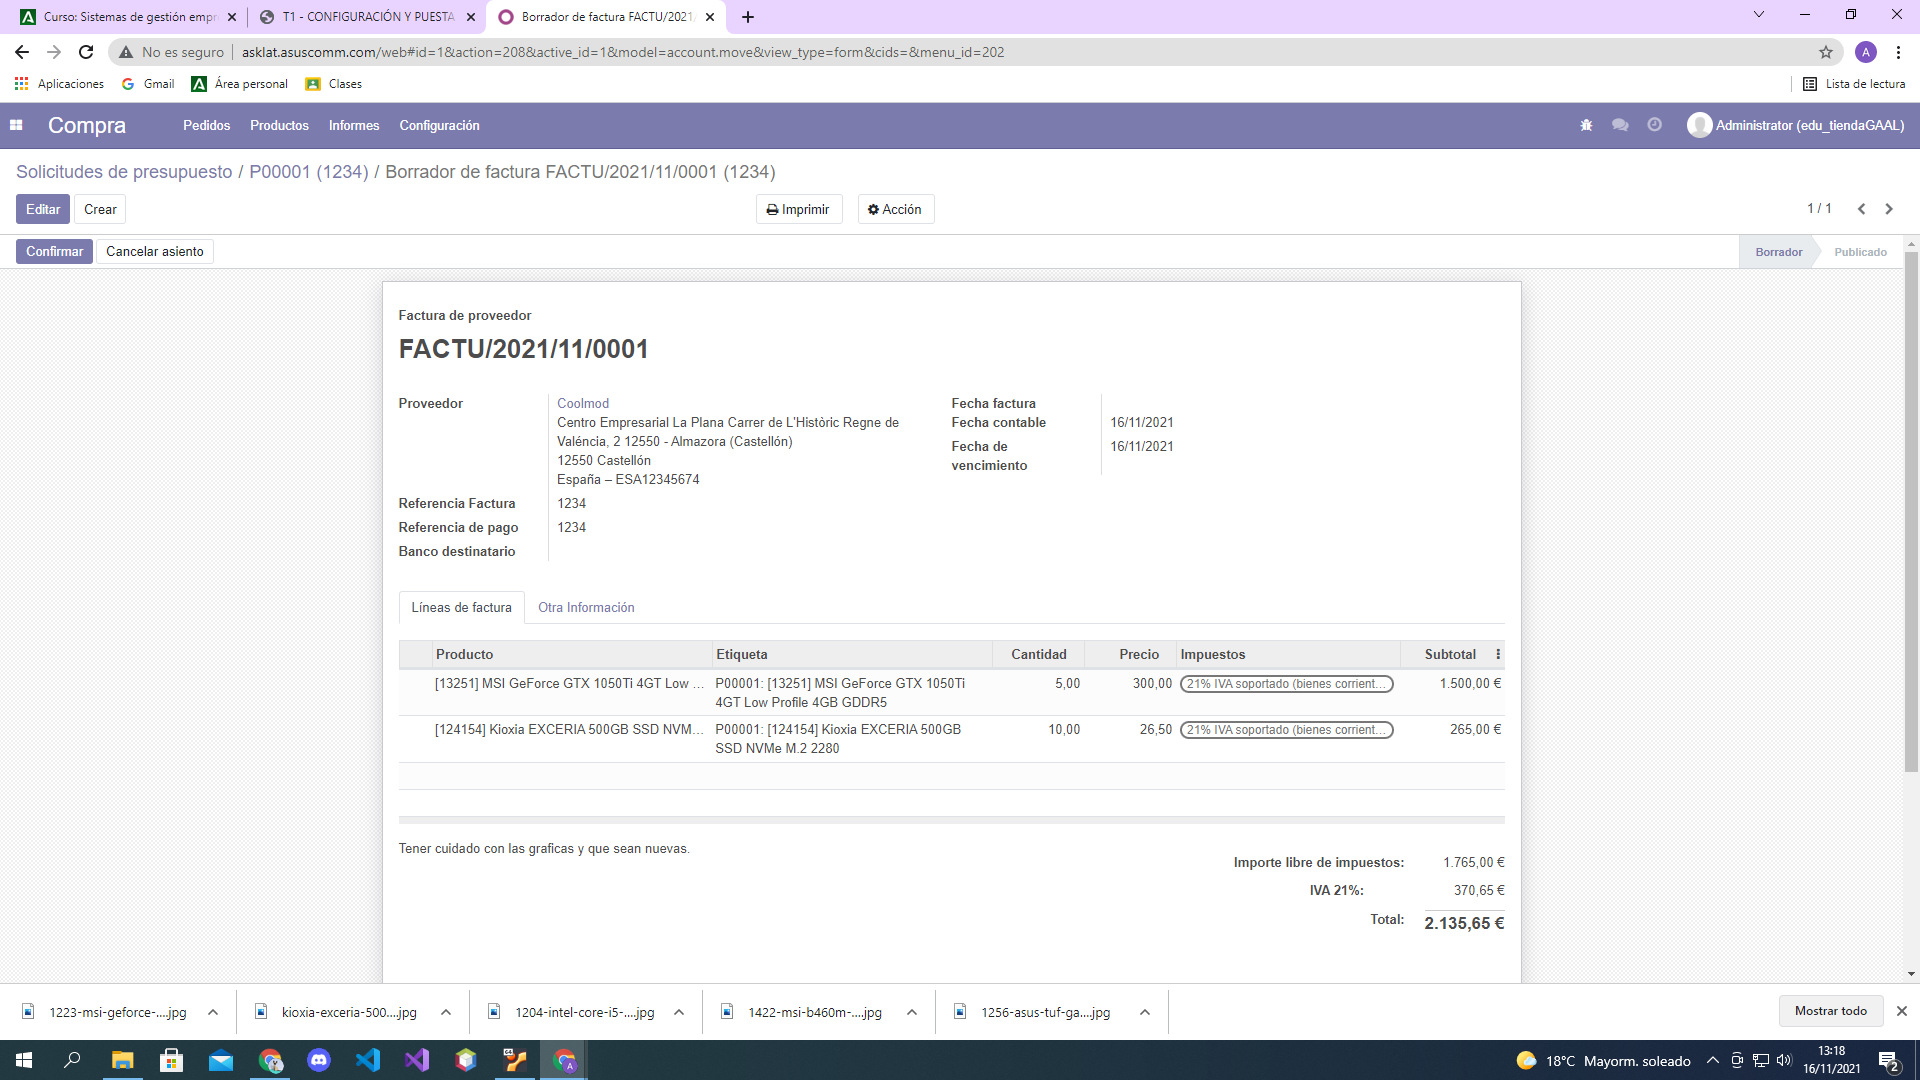 Curso: Sistemas de gestión empr
T1 - CONFIGURACIÓN Y PUESTA
Borrador de factura FACTU/2021/
No es seguro
asklat.asuscomm.com/web#id=1&action=208&active_id=1&model=account.move&view_type=form&cids=&menu_id=202
A
Aplicaciones
Gmail
Área personal
Clases
Lista de lectura
Compra
Pedidos
Productos
Informes
Configuración
Administrator (edu_tiendaGAAL)
Solicitudes de presupuesto / P00001 (1234) / Borrador de factura FACTU/2021/11/0001 (1234)
Editar
Crear
Imprimir
Acción
1 / 1
Confirmar
Cancelar asiento
Borrador
Publicado
Factura de proveedor
FACTU/2021/11/0001
Proveedor
Coolmod
Centro Empresarial La Plana Carrer de L'Històric Regne de
Valéncia, 2 12550 - Almazora (Castellón)
12550 Castellón
España – ESA12345674
Referencia Factura
1234
Referencia de pago
1234
Banco destinatario
Fecha factura
Fecha contable
16/11/2021
Fecha de
vencimiento
16/11/2021
Líneas de factura
Otra Información
Producto
Etiqueta
Cantidad
Precio
Impuestos
Subtotal
[13251] MSI GeForce GTX 1050Ti 4GT Low ...
P00001: [13251] MSI GeForce GTX 1050Ti
4GT Low Profile 4GB GDDR5
5,00
300,00
21% IVA soportado (bienes corrient...
1.500,00 €
[124154] Kioxia EXCERIA 500GB SSD NVM...
P00001: [124154] Kioxia EXCERIA 500GB
SSD NVMe M.2 2280
10,00
26,50
21% IVA soportado (bienes corrient...
265,00 €
Tener cuidado con las graficas y que sean nuevas.
Importe libre de impuestos:
1.765,00 €
IVA 21%:
370,65 €
Total:
2.135,65 €
1223-msi-geforce-....jpg
kioxia-exceria-500....jpg
1204-intel-core-i5-....jpg
1422-msi-b460m-....jpg
1256-asus-tuf-ga....jpg
Mostrar todo
18°C
Mayorm. soleado
13:18
16/11/2021
2